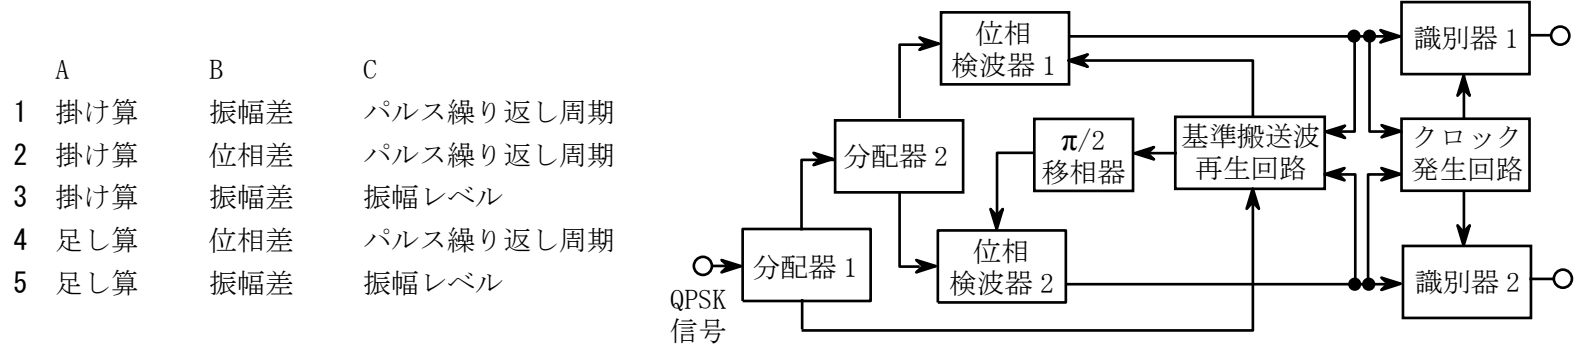 A B C
1 掛け算 振幅差 パルス繰り返し周期
2 掛け算 位相差 パルス繰り返し周期
3 掛け算 振幅差 振幅レベル
4 足し算 位相差 パルス繰り返し周期
5 足し算 振幅差 振幅レベル
位相
検波器 1
識別器 1
分配器 2
π/2
移相器
基準搬送波
再生回路
クロック
発生回路
分配器 1
位相
検波器 2
識別器 2
QPSK
信号